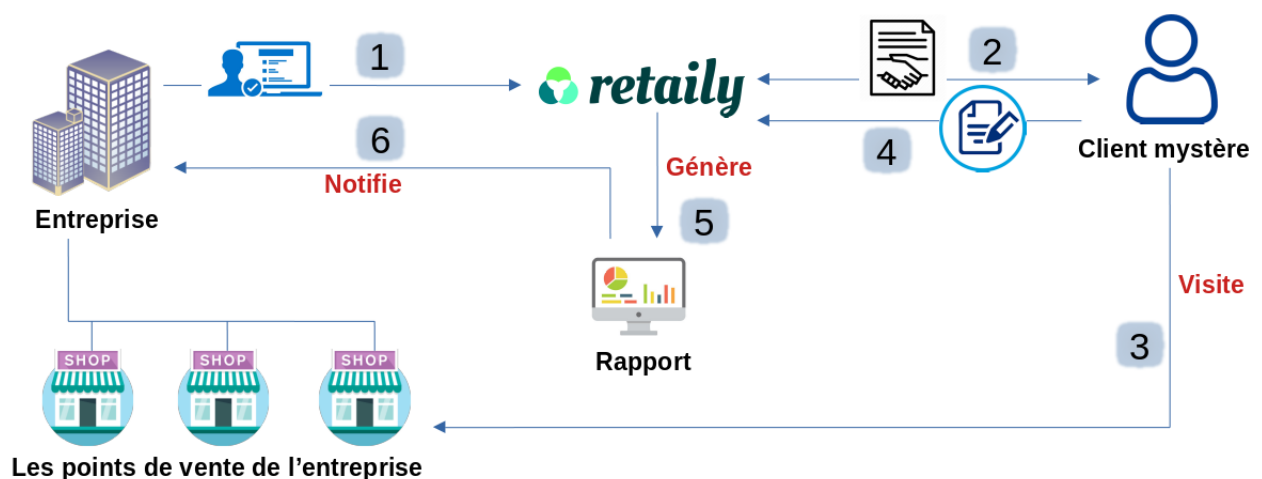 1
2
retaily
6
4
Client mystère
Génère
Notifie
5
Entreprise
Visite
3
SHOP
SHOP
SHOP
Rapport
Les points de vente de l’entreprise